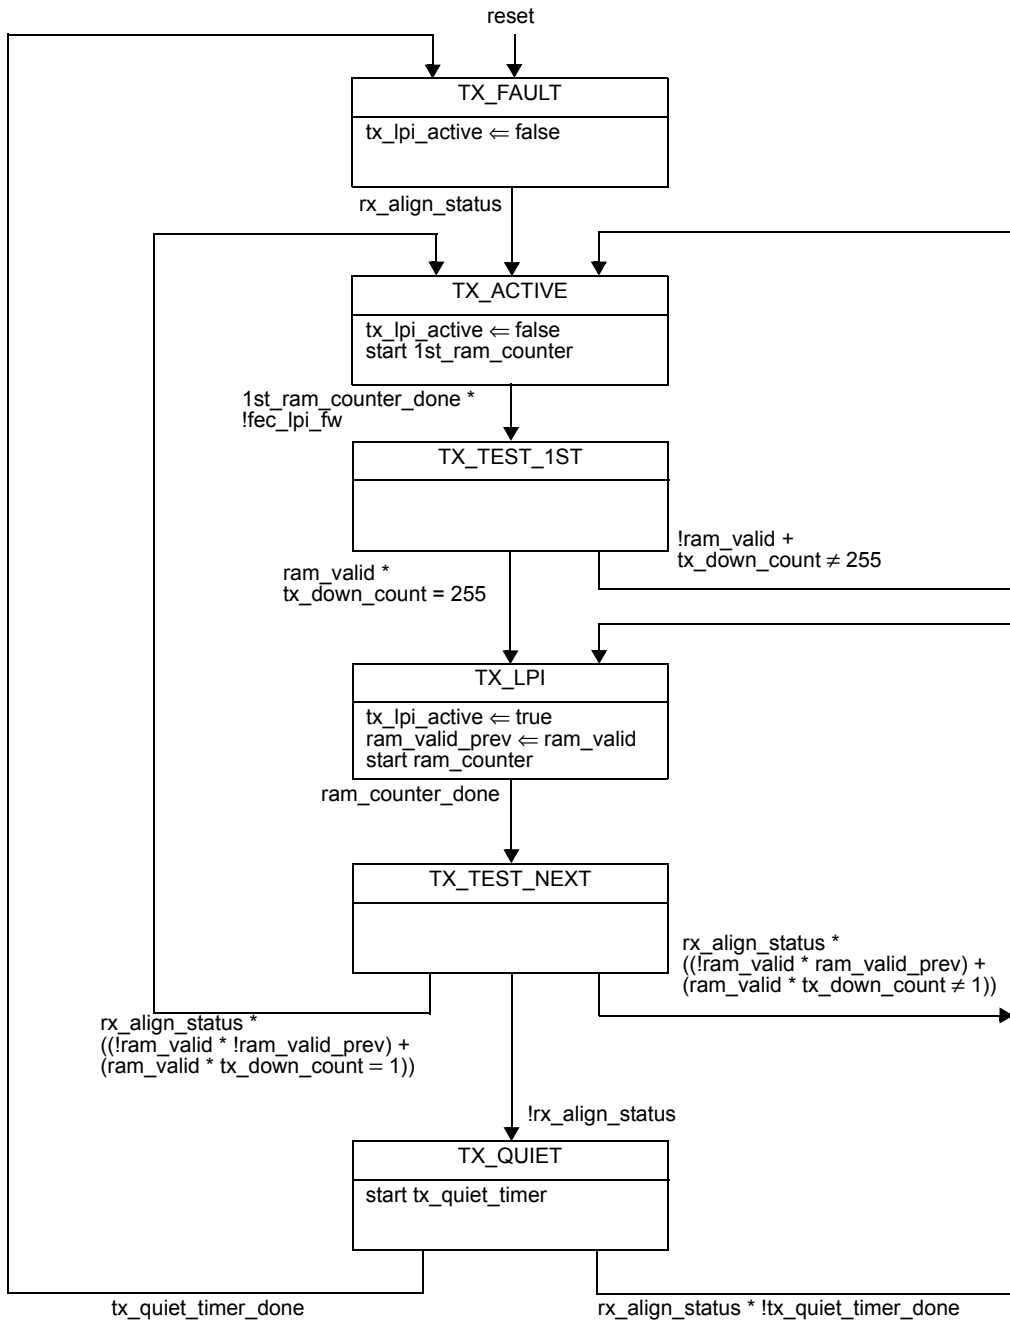 reset
TX_FAULT
tx_lpi_active ⇐ false
rx_align_status
TX_ACTIVE
tx_lpi_active ⇐ false
start 1st_ram_counter
1st_ram_counter_done *
!fec_lpi_fw
TX_TEST_1ST
!ram_valid +
tx_down_count ≠ 255
ram_valid *
tx_down_count = 255
TX_LPI
tx_lpi_active ⇐ true
ram_valid_prev ⇐ ram_valid
start ram_counter
ram_counter_done
TX_TEST_NEXT
rx_align_status *
((!ram_valid * ram_valid_prev) +
(ram_valid * tx_down_count ≠ 1))
rx_align_status *
((!ram_valid * !ram_valid_prev) +
(ram_valid * tx_down_count = 1))
!rx_align_status
TX_QUIET
start tx_quiet_timer
tx_quiet_timer_done
rx_align_status * !tx_quiet_timer_done